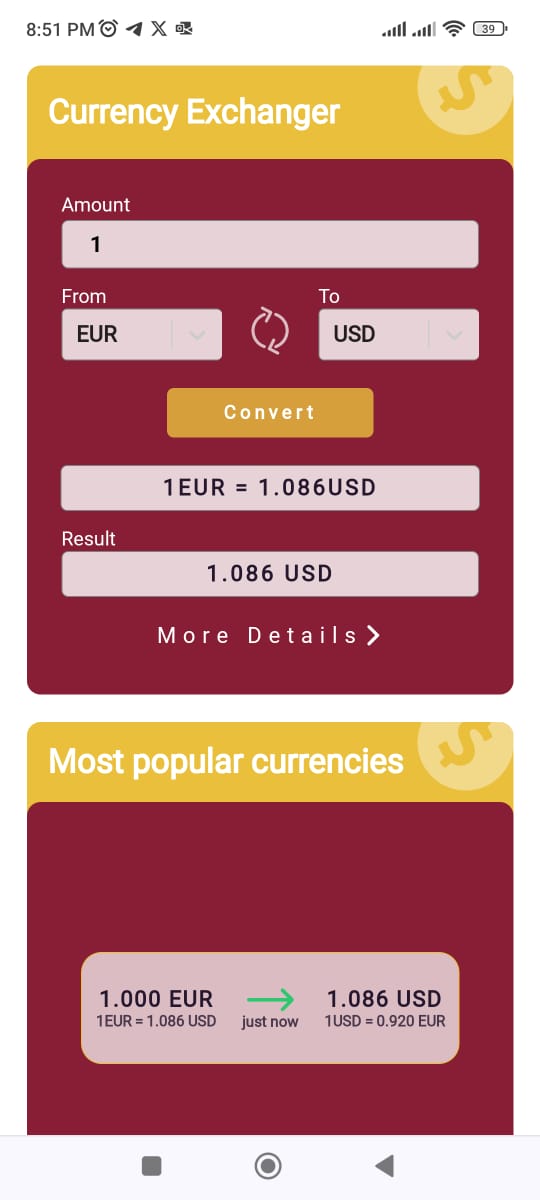 8:51 PM
39
Currency Exchanger
Amount
1
From To
EUR USD
Convert
1EUR = 1.086USD
Result
1.086 USD
More Details
Most popular currencies
1.000 EUR 1.086 USD
1EUR = 1.086 USD just now 1USD = 0.920 EUR